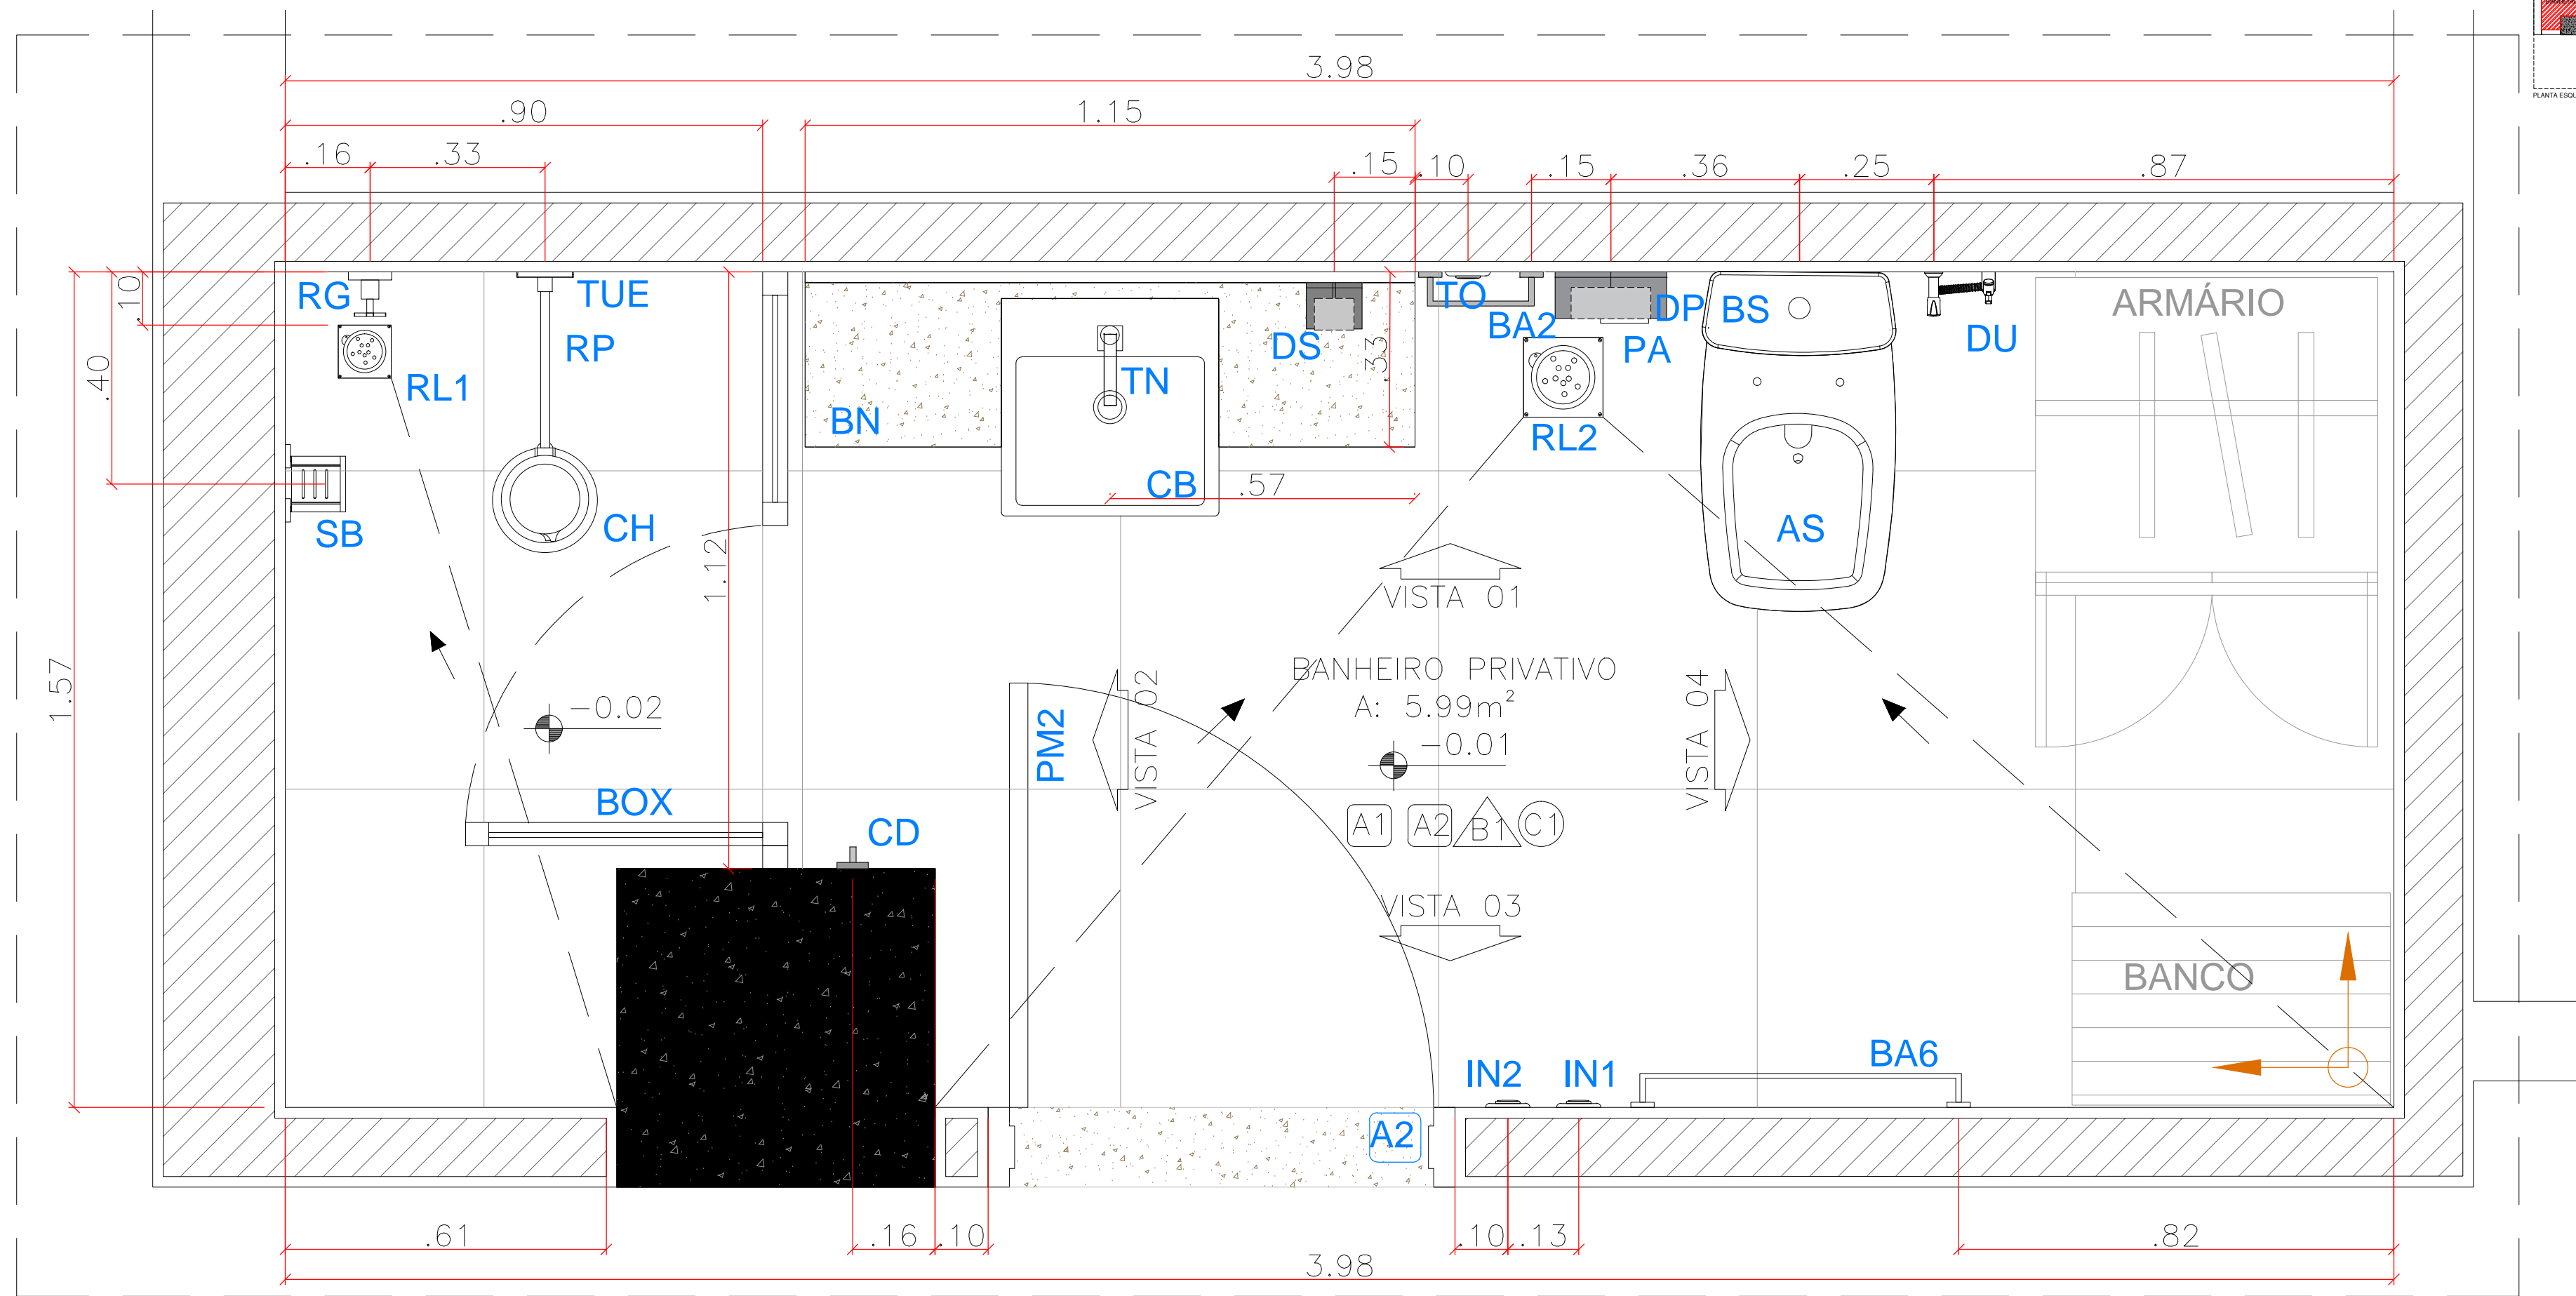 3.98
.90
1.15
.16
.33
.15
.10
.15
.36
.25
.87
PLANTA ESQU
RG
TUE
TO
DP
BS
ARMÁRIO
.10
RP
DS
BA2
PA
DU
.33
.40
RL1
TN
BN
RL2
CB
.57
SB
CH
AS
1.12
VISTA 01
1.57
BANHEIRO PRIVATIVO
A: 5.99m²
-0.02
-0.01
PM2
VISTA 02
VISTA 04
BOX
CD
A1
A2
B1
C1
VISTA 03
BANCO
IN2
IN1
BA6
A2
.61
.16
.10
.10
.13
.82
3.98